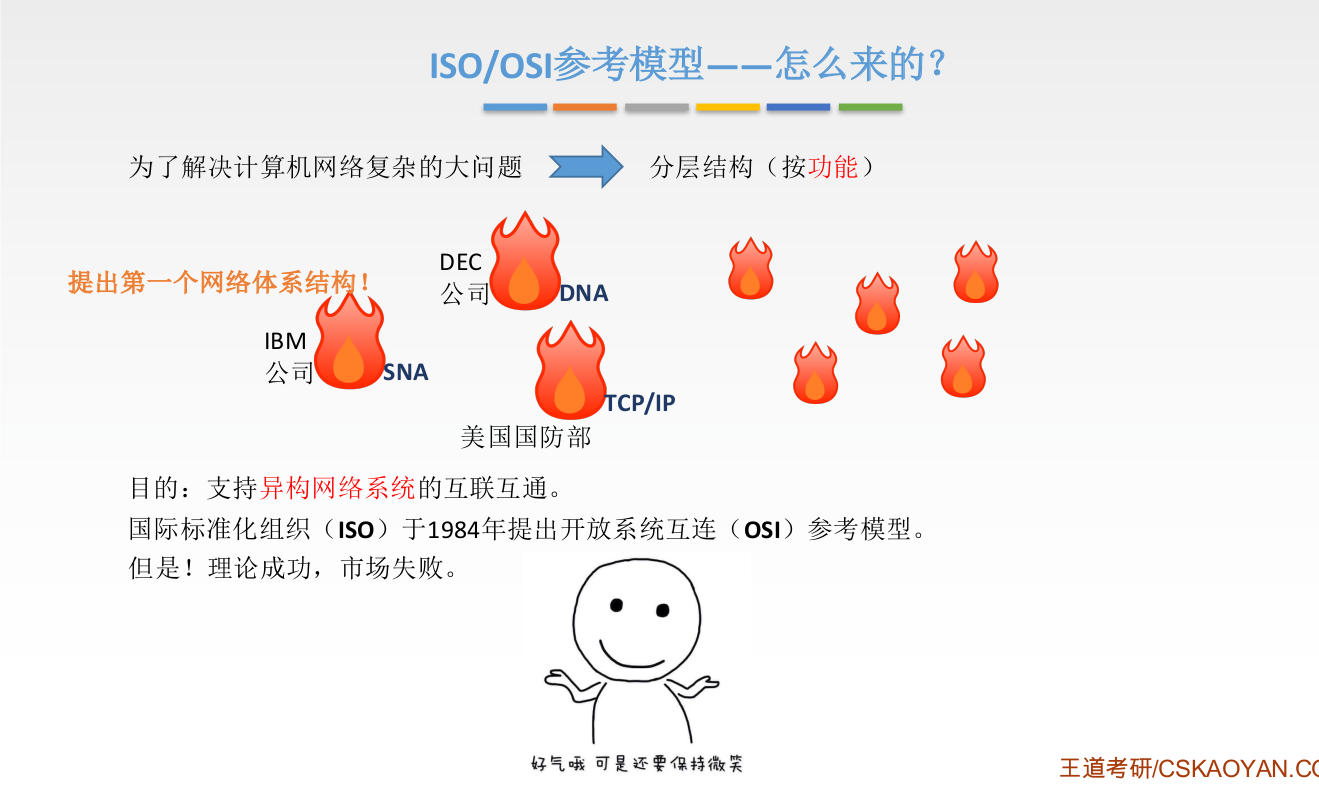 ISO/OSI参考模型——怎么来的?
为了解决计算机网络复杂的大问题
分层结构（按功能）
提出第一个网络体系结构！
IBM
公司
SNA
DEC
公司
DNA
TCP/IP
美国国防部
目的：支持异构网络系统的互联互通。
国际标准化组织（ISO）于1984年提出开放系统互连（OSI）参考模型。
但是！理论成功，市场失败。
好气哦 可是还要保持微笑
王道考研/CSKAOYAN.CO